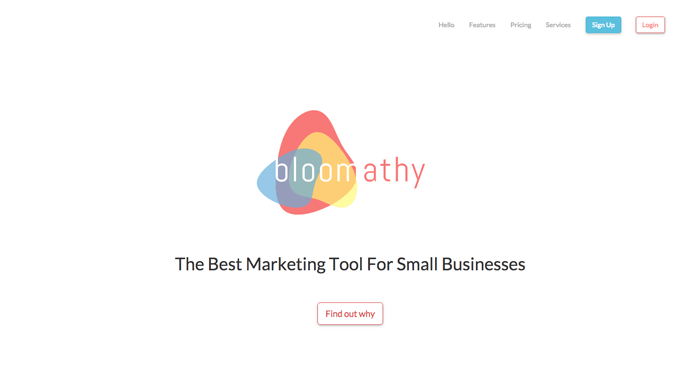 Hello Features Pricing Services Sign Up Login
bloomathy
The Best Marketing Tool For Small Businesses
Find out why